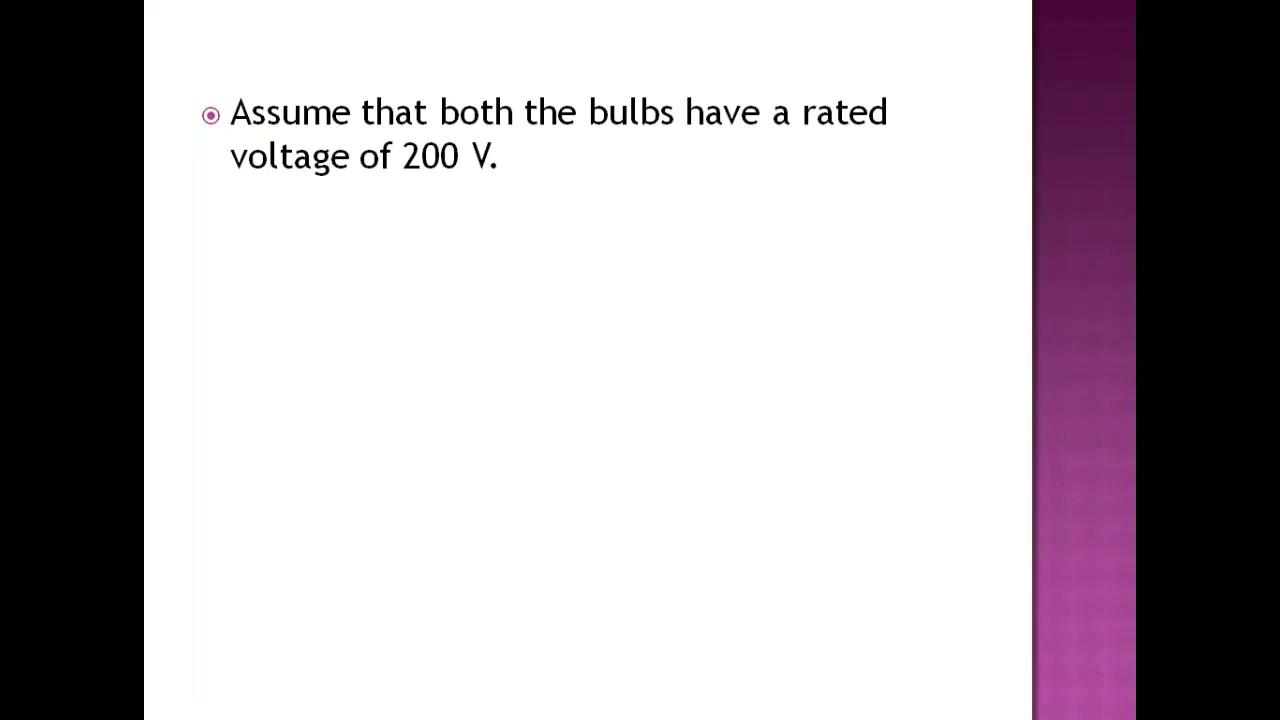 Assume that both the bulbs have a rated
voltage of 200 V.